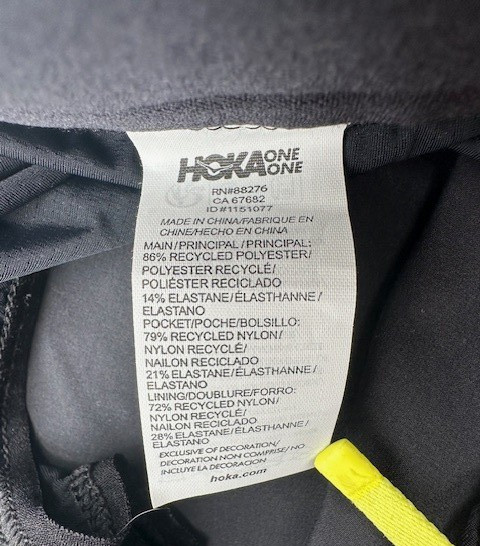 HOKA ONE ONE
RN#88276
CA 67682
ID#1151077
MADE IN CHINA/FABRIQUE EN
CHINE/HECHO EN CHINA
MAIN/PRINCIPAL/PRINCIPAL:
86% RECYCLED POLYESTER/
POLYESTER RECYCLÉ/
POLIÉSTER RECICLADO
14% ELASTANE/ÉLASTHANNE/
ELASTANO
POCKET/POCHE/BOLSILLO:
79% RECYCLED NYLON/
NYLON RECYCLÉ/
NAILON RECICLADO
21% ELASTANE/ÉLASTHANNE/
ELASTANO
LINING/DOUBLURE/FORRO:
72% RECYCLED NYLON/
NYLON RECYCLÉ/
NAILON RECICLADO
28% ELASTANE/ÉLASTHANNE/
ELASTANO
EXCLUSIVE OF DECORATION/
DECORATION NON COMPRISE/NO
INCLUYE LA DECORACION
hoka.com